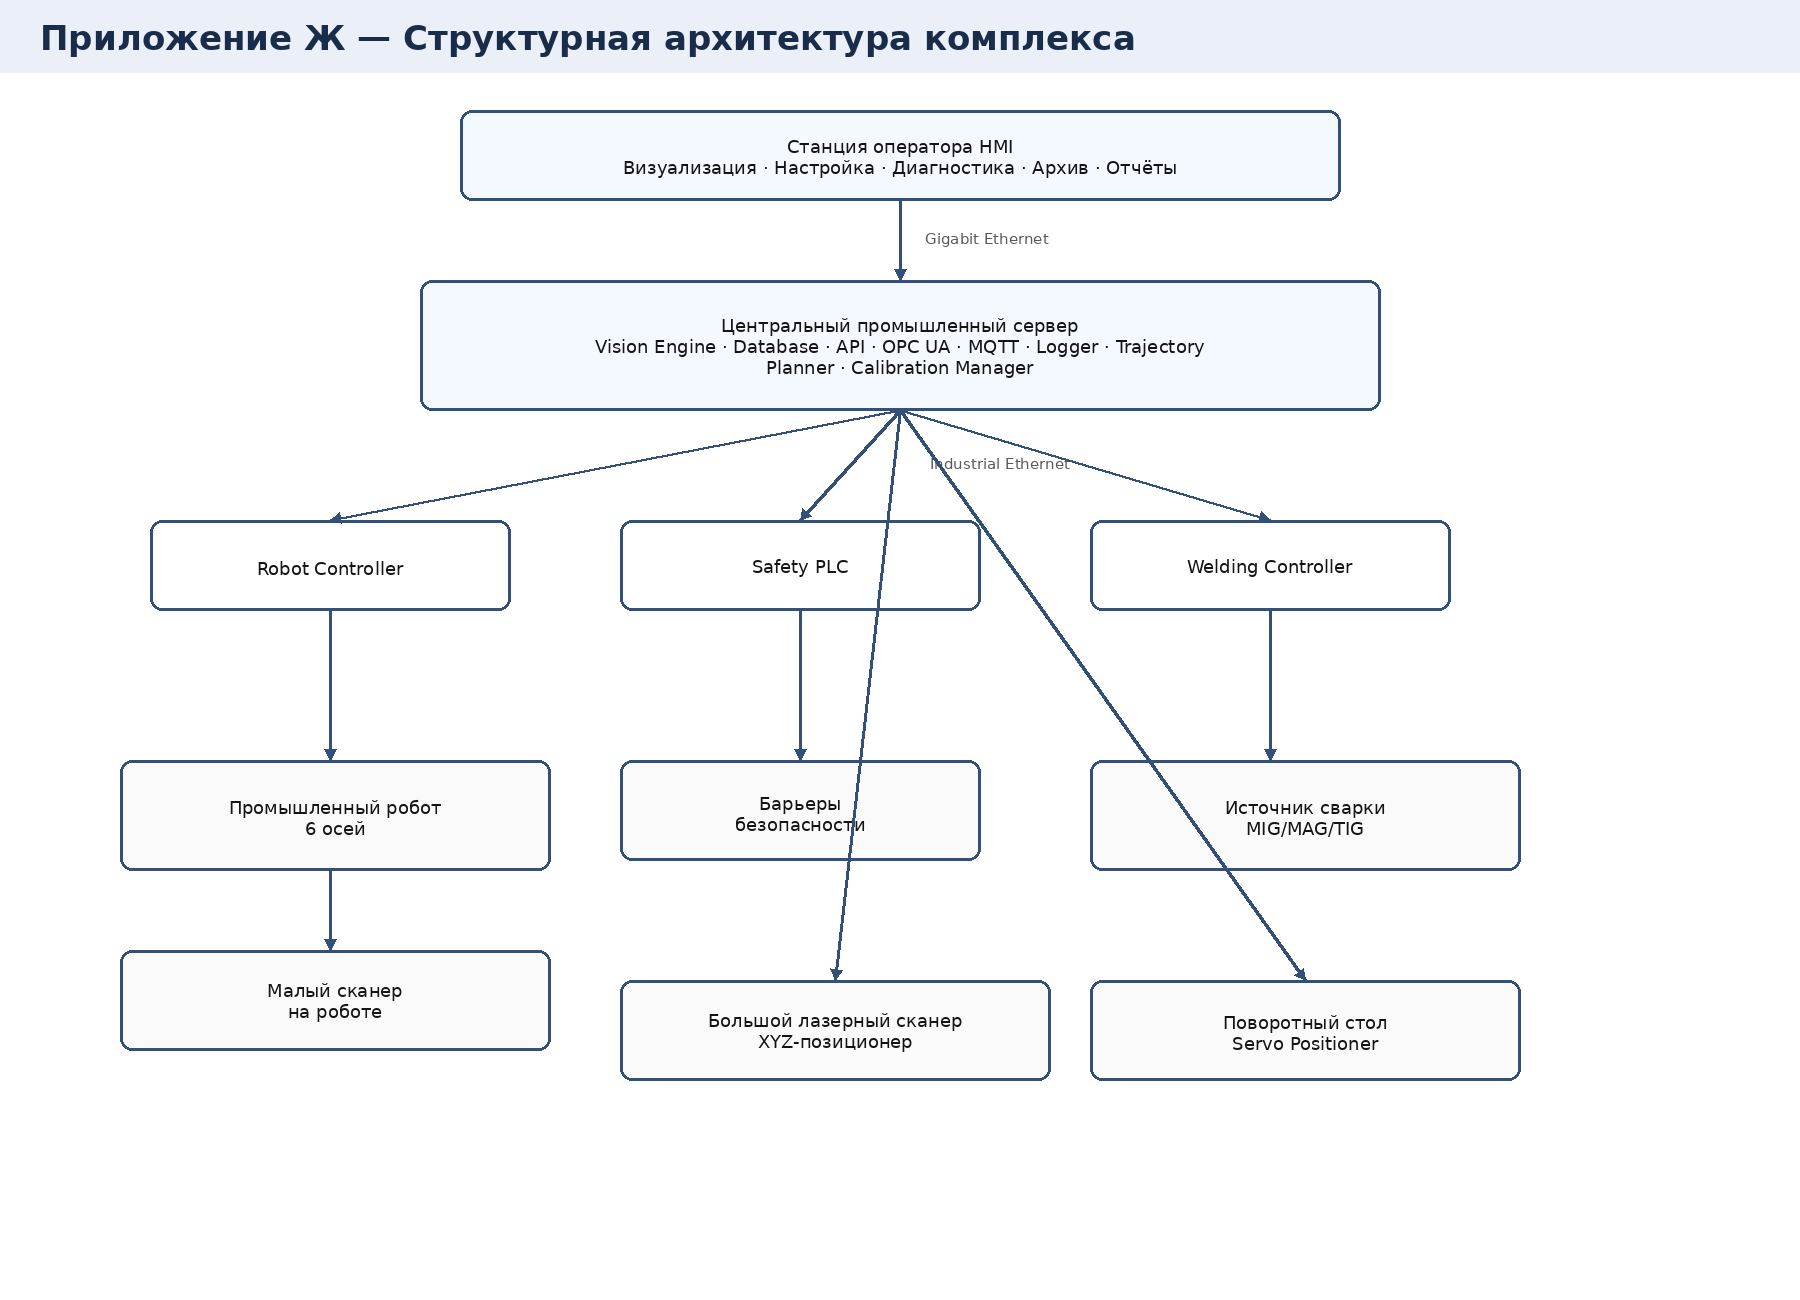 Приложение Ж — Структурная архитектура комплекса
Станция оператора HMI
Визуализация · Настройка · Диагностика · Архив · Отчёты
Gigabit Ethernet
Центральный промышленный сервер
Vision Engine · Database · API · OPC UA · MQTT · Logger · Trajectory
Planner · Calibration Manager
Industrial Ethernet
Robot Controller
Safety PLC
Welding Controller
Промышленный робот
6 осей
Барьеры
безопасности
Источник сварки
MIG/MAG/TIG
Малый сканер
на роботе
Большой лазерный сканер
XYZ-позиционер
Поворотный стол
Servo Positioner